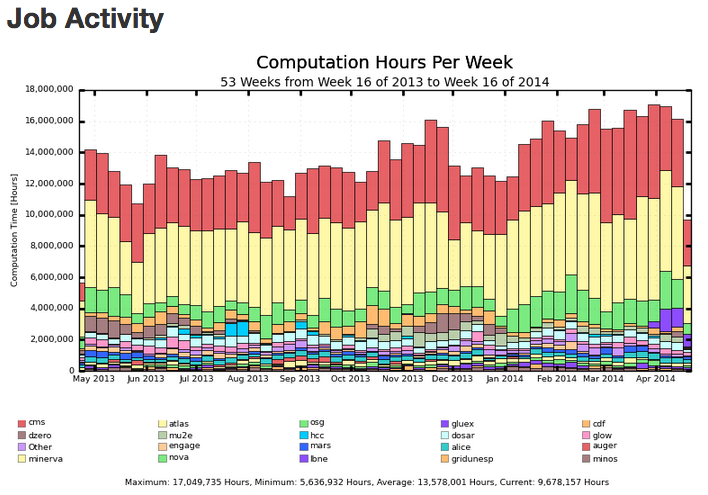 Job Activity
Computation Hours Per Week
53 Weeks from Week 16 of 2013 to Week 16 of 2014
18,000,000
16,000,000
14,000,000
12,000,000
10,000,000
8,000,000
6,000,000
4,000,000
2,000,000
0
Computation Time [Hours]
May 2013 Jun 2013 Jul 2013 Aug 2013 Sep 2013 Oct 2013 Nov 2013 Dec 2013 Jan 2014 Feb 2014 Mar 2014 Apr 2014
cms atlas osg gluex cdf
dzero mu2e hcc dosar glow
Other engage mars alice auger
minerva nova lbne gridunesp minos
Maximum: 17,049,735 Hours, Minimum: 5,636,932 Hours, Average: 13,578,001 Hours, Current: 9,678,157 Hours